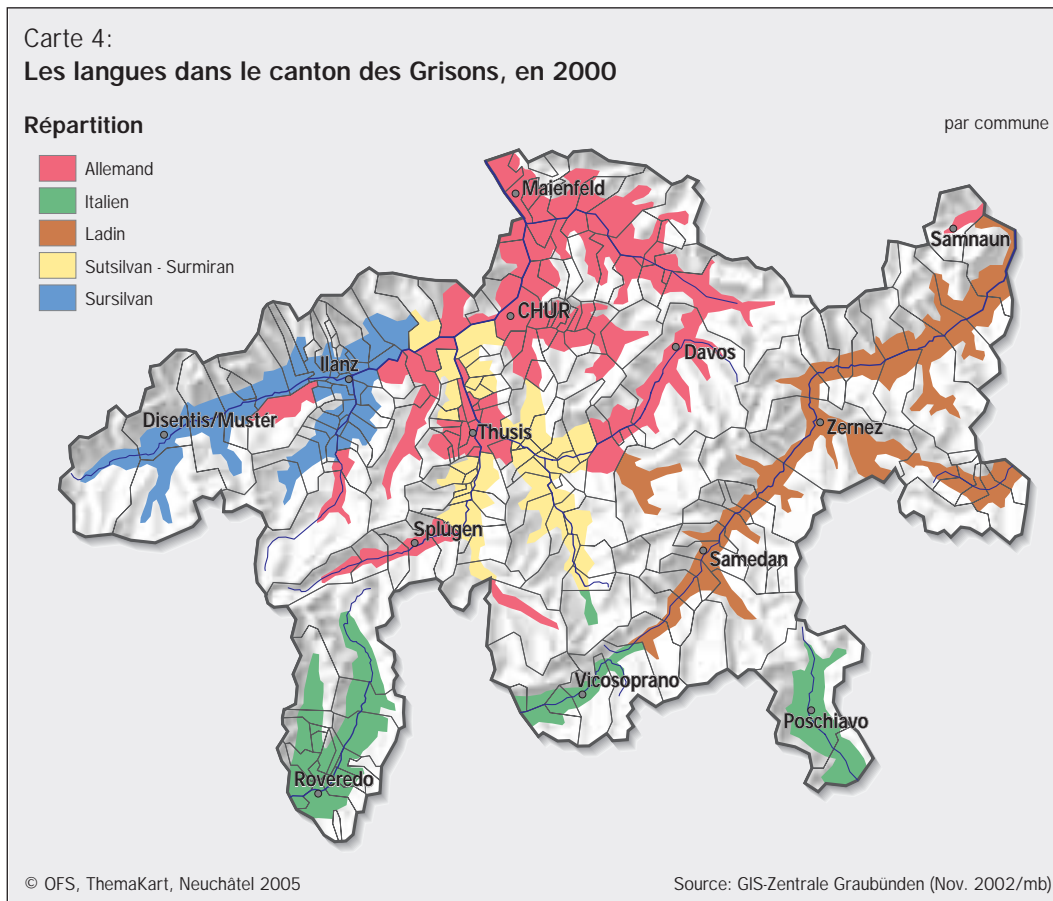 Carte 4:
Les langues dans le canton des Grisons, en 2000
Répartition
par commune
Allemand
Italien
Ladin
Sutsilvan - Surmiran
Sursilvan
Maienfeld
Samnaun
CHUR
Davos
Ilanz
Disentis/Mustér
Thusis
Zernez
Splügen
Samedan
Vicosoprano
Poschiavo
Roveredo
© OFS, ThemaKart, Neuchâtel 2005
Source: GIS-Zentrale Graubünden (Nov. 2002/mb)